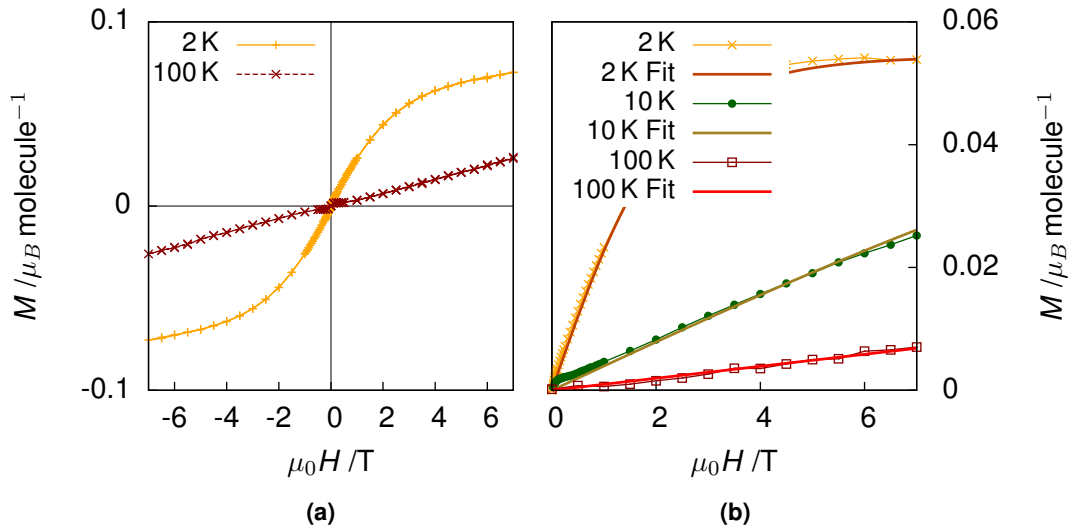 0.1
0
-0.1
M /μB molecule⁻¹
2 K
100 K
-6 -4 -2 0 2 4 6
μ0H /T
(a)
2 K
2 K Fit
10 K
10 K Fit
100 K
100 K Fit
0 2 4 6
μ0H /T
0.06
0.04
0.02
0
M /μB molecule⁻¹
(b)